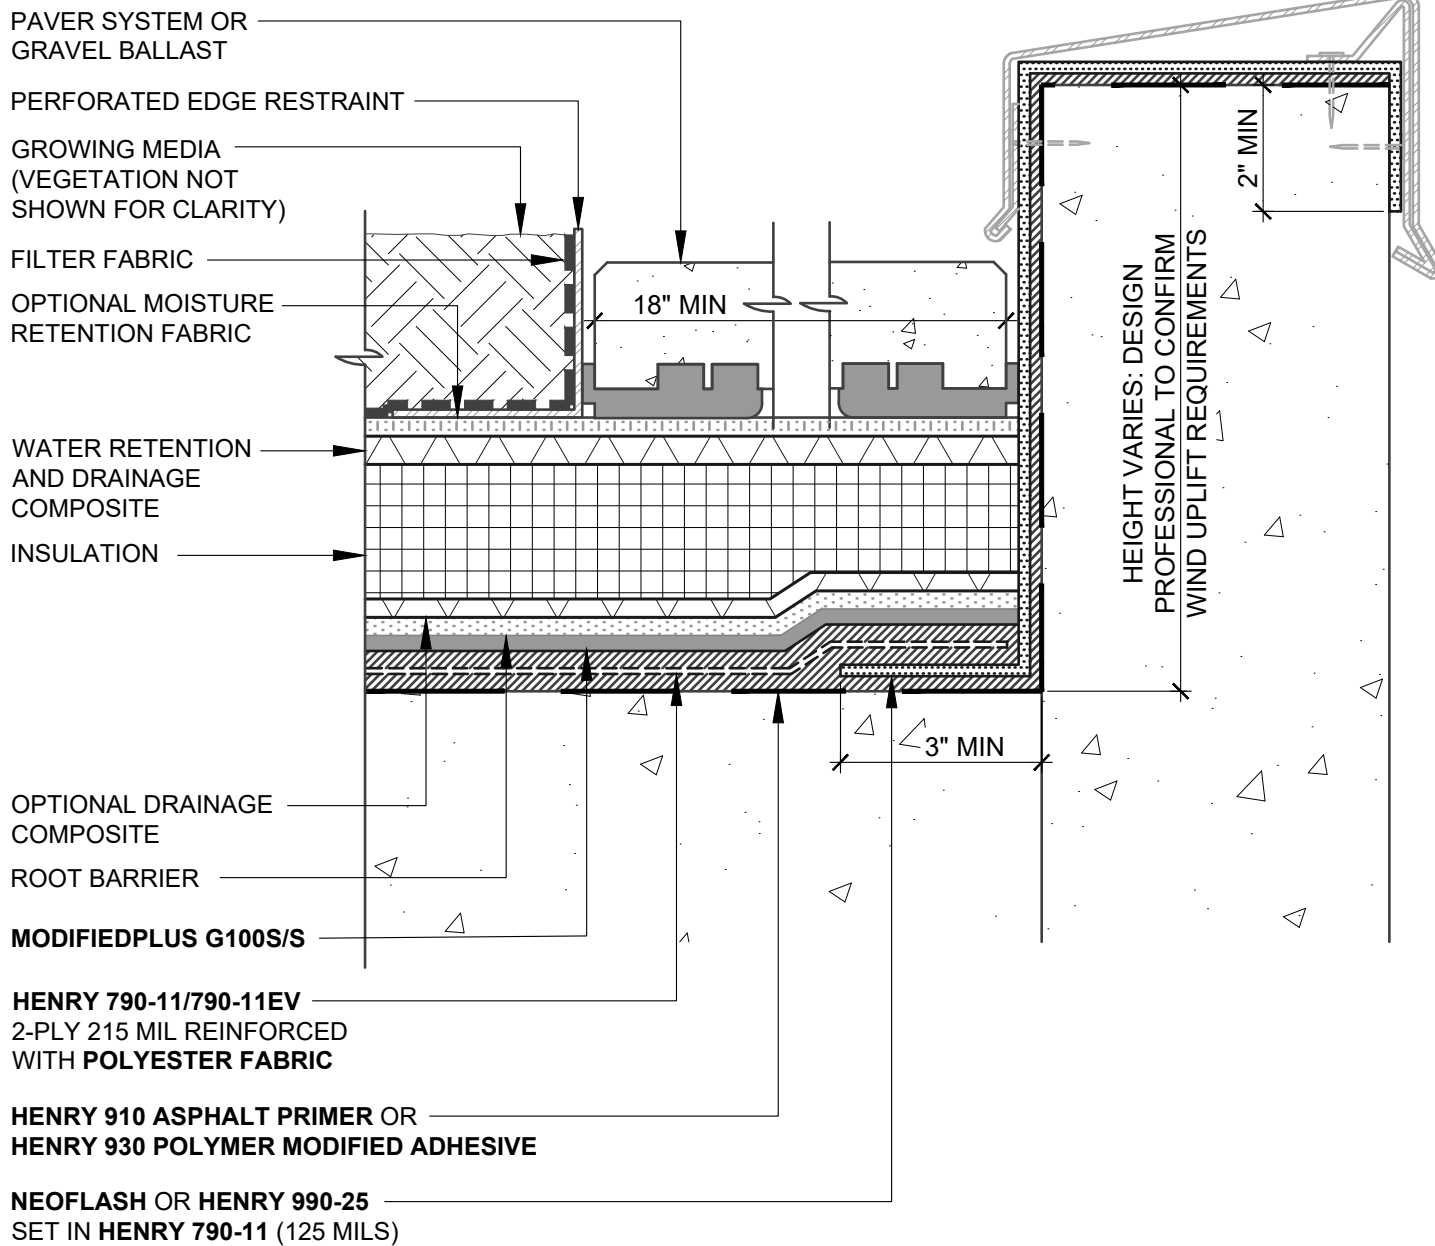 PAVER SYSTEM OR
GRAVEL BALLAST
PERFORATED EDGE RESTRAINT
GROWING MEDIA
(VEGETATION NOT
SHOWN FOR CLARITY)
FILTER FABRIC
OPTIONAL MOISTURE
RETENTION FABRIC
WATER RETENTION
AND DRAINAGE
COMPOSITE
INSULATION
OPTIONAL DRAINAGE
COMPOSITE
ROOT BARRIER
MODIFIEDPLUS G100S/S
HENRY 790-11/790-11EV
2-PLY 215 MIL REINFORCED
WITH POLYESTER FABRIC
HENRY 910 ASPHALT PRIMER OR
HENRY 930 POLYMER MODIFIED ADHESIVE
NEOFLASH OR HENRY 990-25
SET IN HENRY 790-11 (125 MILS)
18" MIN
3" MIN
HEIGHT VARIES: DESIGN
PROFESSIONAL TO CONFIRM
WIND UPLIFT REQUIREMENTS
2" MIN